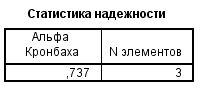 Статистика надежности
Альфа
Кронбаха
N элементов
,737
3